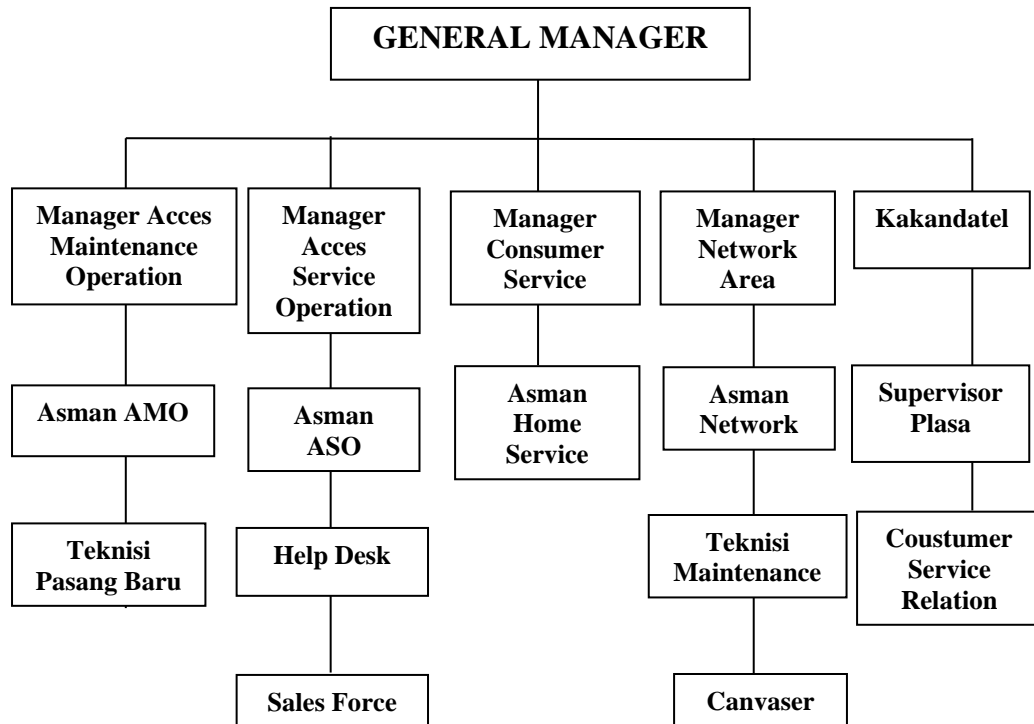 GENERAL MANAGER
Manager Acces
Maintenance
Operation
Manager
Acces
Service
Operation
Manager
Consumer
Service
Manager
Network
Area
Kakandatel
Asman AMO
Asman
ASO
Asman
Home
Service
Asman
Network
Supervisor
Plasa
Teknisi
Pasang Baru
Help Desk
Teknisi
Maintenance
Coustumer
Service
Relation
Sales Force
Canvaser